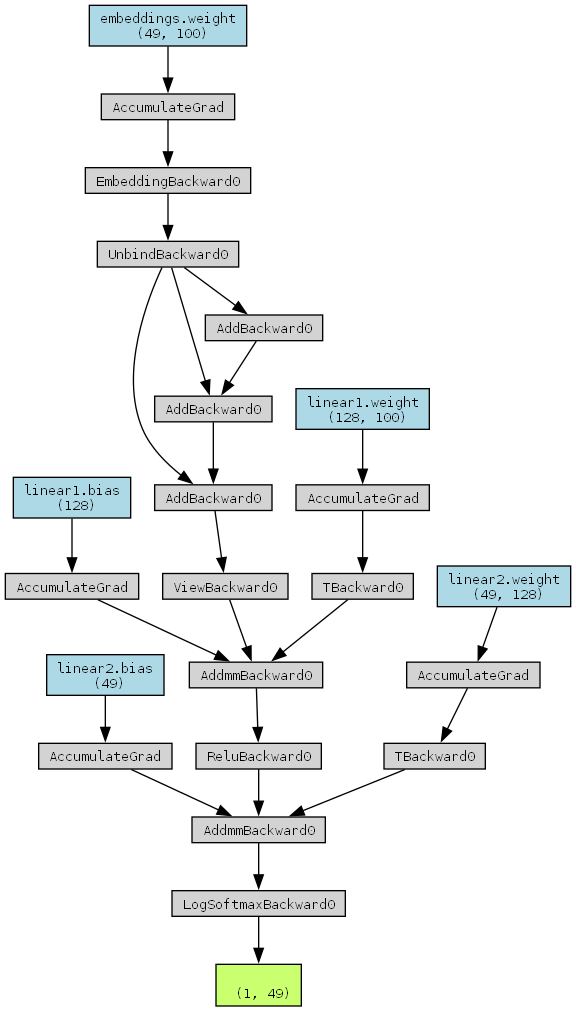 embeddings.weight
(49, 100)
AccumulateGrad
EmbeddingBackward0
UnbindBackward0
AddBackward0
AddBackward0
linear1.weight
(128, 100)
linear1.bias
(128)
AddBackward0
AccumulateGrad
AccumulateGrad
ViewBackward0
TBackward0
linear2.weight
(49, 128)
linear2.bias
(49)
AddmmBackward0
AccumulateGrad
AccumulateGrad
ReluBackward0
TBackward0
AddmmBackward0
LogSoftmaxBackward0
(1, 49)